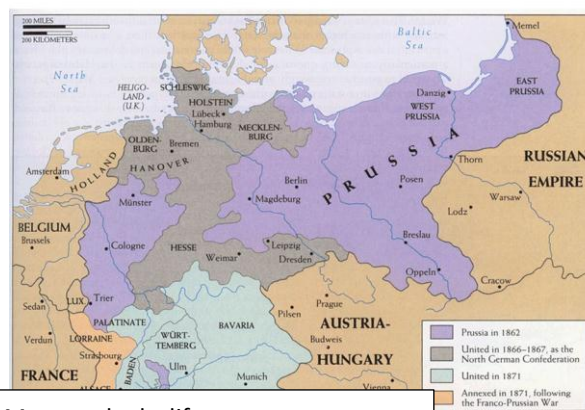 200 MILES
200 KILOMETERS
North
Sea
Baltic
Sea
Memel
HELIGO-
LAND
(U.K.)
SCHLESWIG
HOLSTEIN
Lübeck
Hamburg
Danzig
EAST
PRUSSIA
WEST
PRUSSIA
MECKLEN-
BURG
OLDEN-
BURG
Bremen
HANOVER
HOLLAND
Amsterdam
PRUSSIA
Thorn
RUSSIAN
EMPIRE
Berlin
Posen
Warsaw
Münster
Magdeburg
Lodz
BELGIUM
Brussels
Cologne
HESSE
Leipzig
Weimar
Dresden
Breslau
Oppeln
Cracow
Sedan
LUX.
Trier
PALATINATE
Pilsen
Prague
AUSTRIA-
HUNGARY
Verdun
LORRAINE
Strasbourg
BAVARIA
WÜRT-
TEMBERG
Budweis
FRANCE
BADEN
Ulm
Munich
Vienna
Prussia in 1862
United in 1866–1867, as the
North German Confederation
United in 1871
Annexed in 1871, following
the Franco-Prussian War